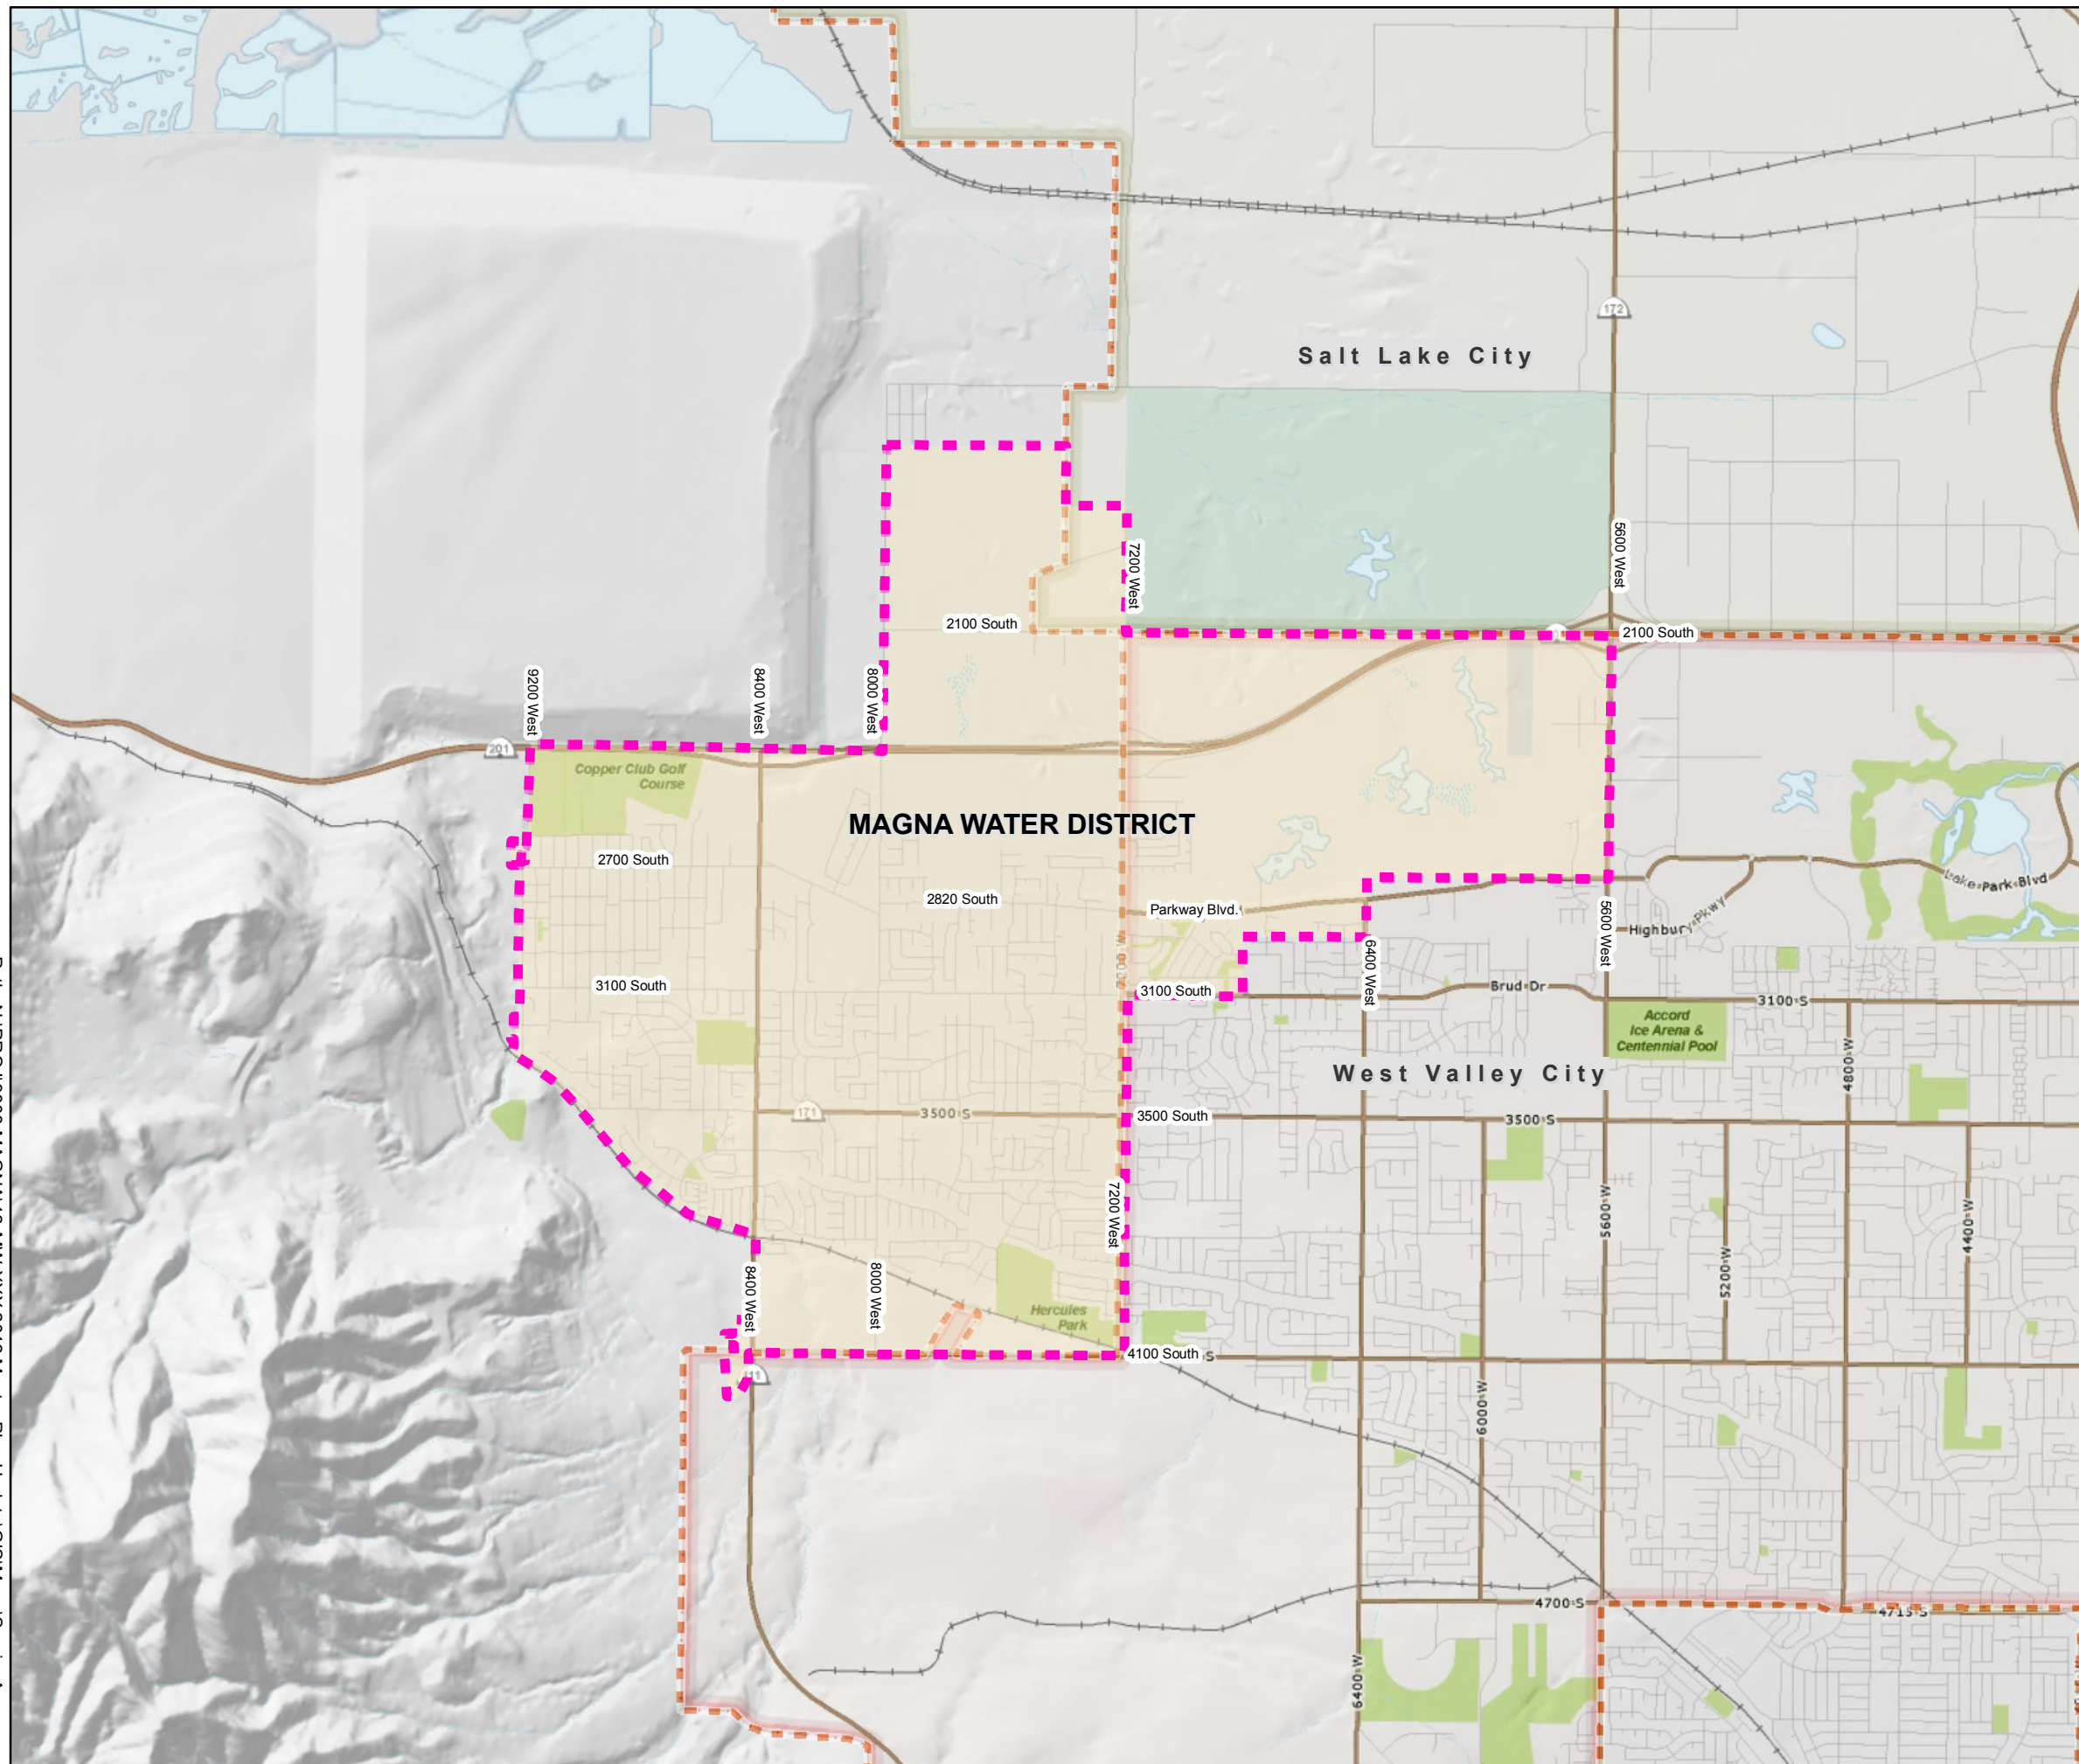 172
Salt Lake City
5600 West
7200 West
2100 South
2100 South
9200 West
8400 West
8000 West
201
Copper Club Golf
Course
MAGNA WATER DISTRICT
2700 South
2820 South
Parkway Blvd.
Lake Park Blvd
Highbury Pkwy
5600 West
6400 West
3100 South
3100 South
Brud Dr
3100 S
Accord
Ice Arena &
Centennial Pool
West Valley City
4800 W
171
3500 S
3500 South
3500 S
7200 West
5600 W
5200 W
4400 W
8400 West
8000 West
Hercules
Park
4100 South
S
6000 W
4700 S
4715 S
6400 W